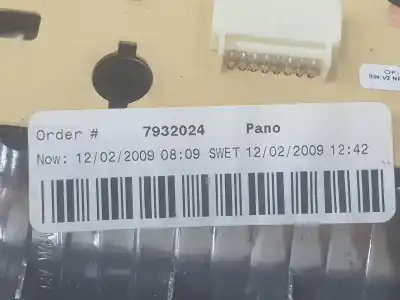 Order # 7932024 Pano
Now: 12/02/2009 08:09 SWET 12/02/2009 12:42